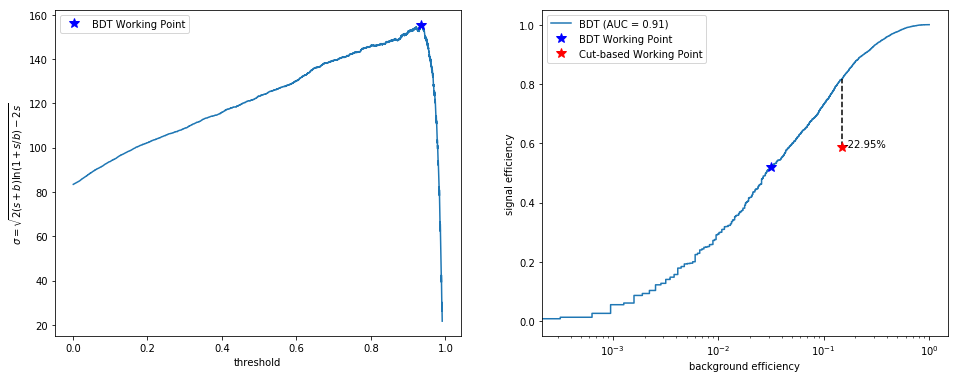 BDT Working Point
160
140
120
100
80
60
40
20
σ = √2(s + b)ln(1 + s/b) − 2s
0.0 0.2 0.4 0.6 0.8 1.0
threshold
BDT (AUC = 0.91)
BDT Working Point
Cut-based Working Point
1.0
0.8
0.6
0.4
0.2
0.0
signal efficiency
22.95%
10⁻³ 10⁻² 10⁻¹ 10⁰
background efficiency